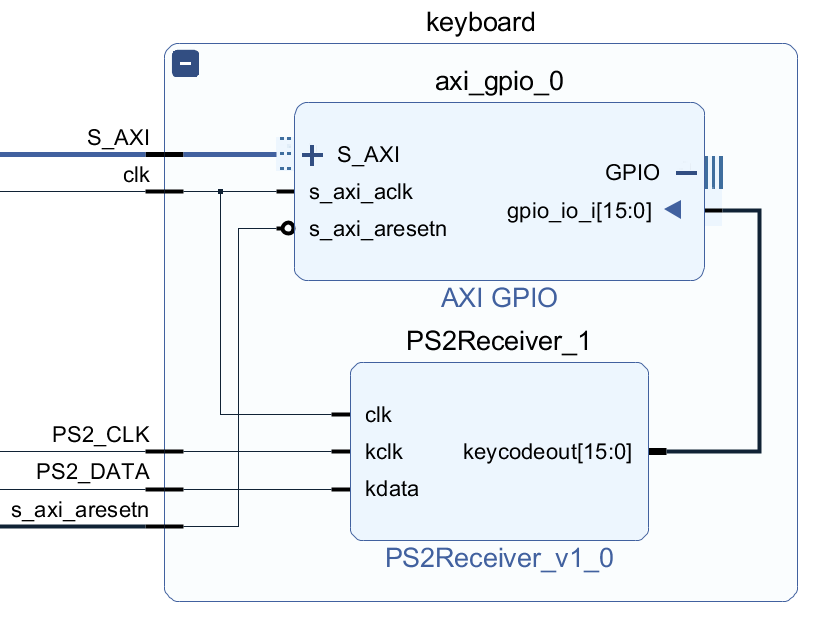 keyboard
axi_gpio_0
S_AXI
S_AXI
clk
GPIO
s_axi_aclk
gpio_io_i[15:0]
s_axi_aresetn
AXI GPIO
PS2Receiver_1
clk
PS2_CLK
kclk
keycodeout[15:0]
PS2_DATA
kdata
s_axi_aresetn
PS2Receiver_v1_0